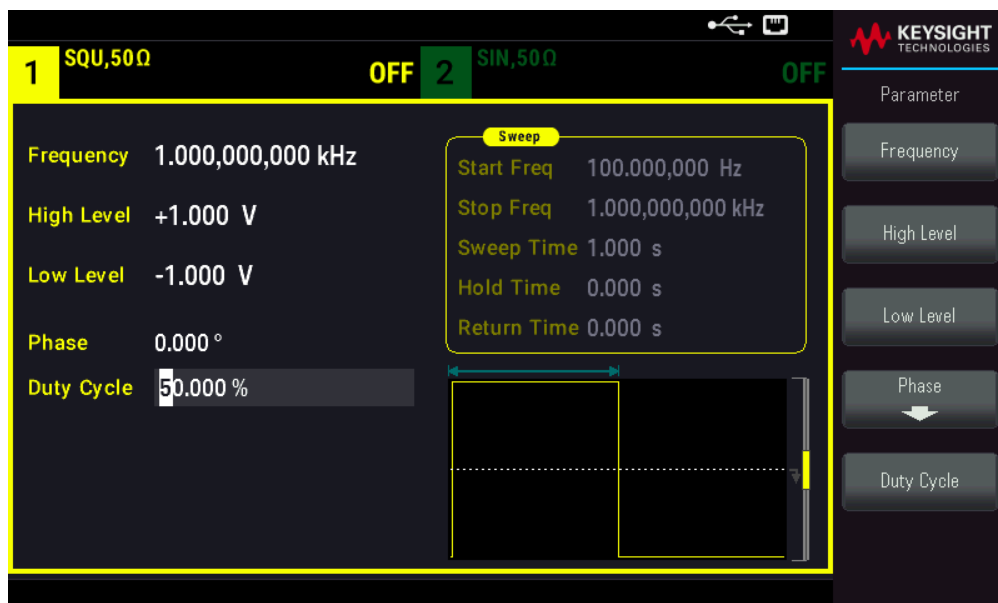 KEYSIGHT
TECHNOLOGIES
1 SQU,50Ω OFF 2 SIN,50Ω OFF
Parameter
Frequency 1.000,000,000 kHz
High Level +1.000 V
Low Level -1.000 V
Phase 0.000 °
Duty Cycle 50.000 %
Sweep
Start Freq 100.000,000 Hz
Stop Freq 1.000,000,000 kHz
Sweep Time 1.000 s
Hold Time 0.000 s
Return Time 0.000 s
Frequency
High Level
Low Level
Phase
Duty Cycle